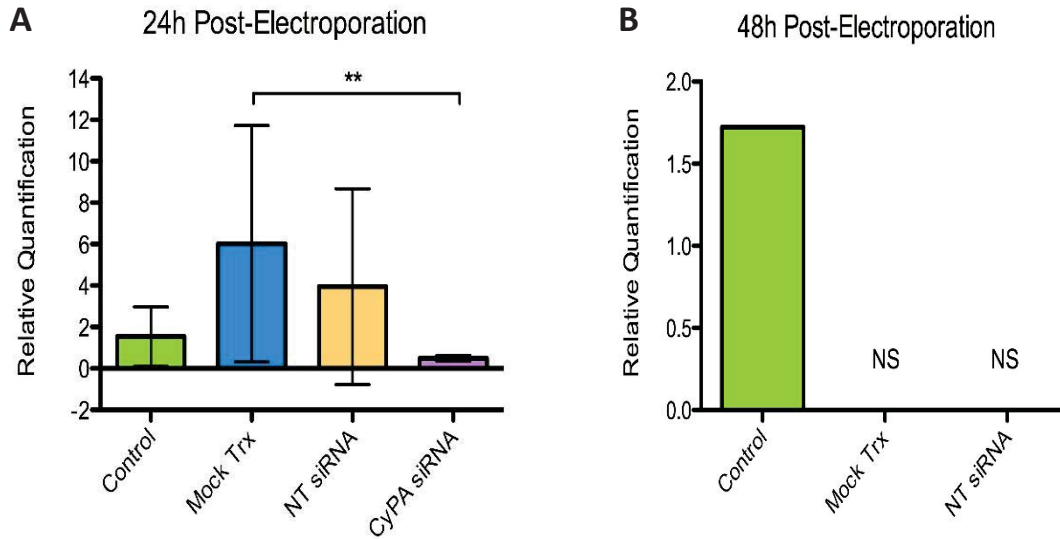 A
24h Post-Electroporation
Relative Quantification
14
12
10
8
6
4
2
0
-2
**
Control
Mock Trx
NT siRNA
CyPA siRNA
B
48h Post-Electroporation
Relative Quantification
2.0
1.5
1.0
0.5
0.0
NS
NS
Control
Mock Trx
NT siRNA